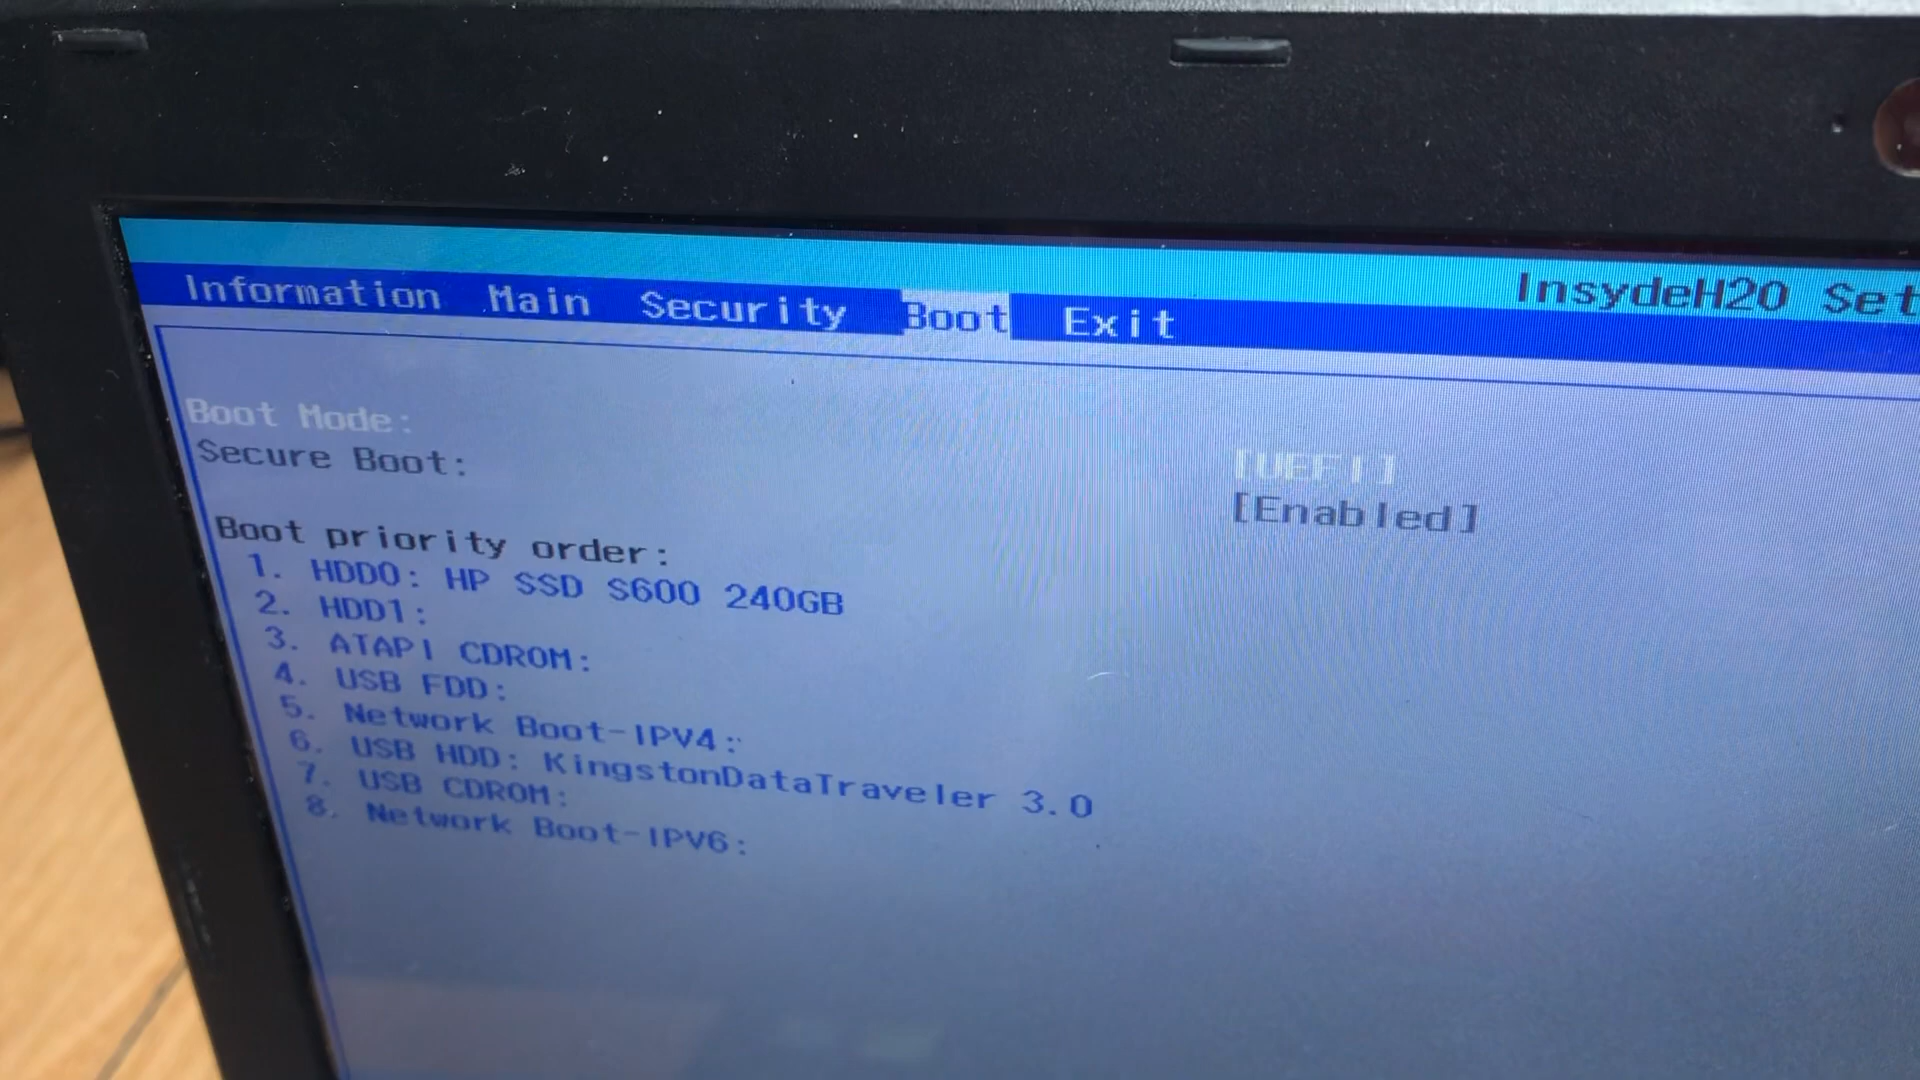 InsydeH20 Set
Information Main Security Boot Exit
Boot Mode: [UEFI]
Secure Boot: [Enabled]
Boot priority order:
1. HDD0: HP SSD S600 240GB
2. HDD1:
3. ATAPI CDROM:
4. USB FDD:
5. Network Boot-IPV4:
6. USB HDD: KingstonDataTraveler 3.0
7. USB CDROM:
8. Network Boot-IPV6: